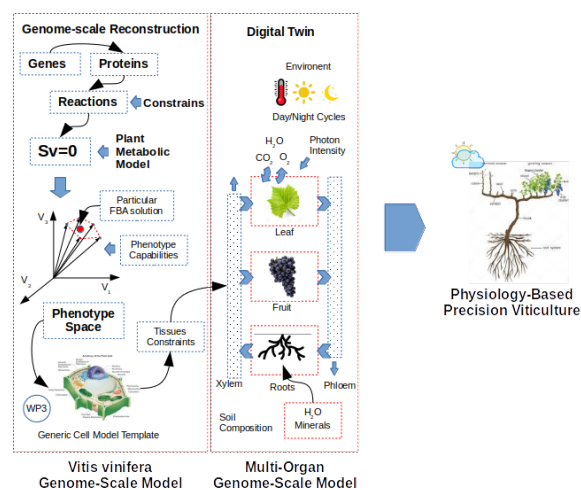 Genome-scale Reconstruction
Genes
Proteins
Reactions
Constrains
Sv=0
Plant
Metabolic
Model
Particular
FBA solution
V3
Phenotype
Capabilities
V2
V1
Phenotype
Space
Tissues
Constraints
WP3
Generic Cell Model Template
Vitis vinifera
Genome-Scale Model
Digital Twin
Environent
Day/Night Cycles
H2O
CO2 O2
Photon
Intensity
Leaf
Fruit
Xylem
Roots
Phloem
Soil
Composition
H2O
Minerals
Multi-Organ
Genome-Scale Model
Physiology-Based
Precision Viticulture